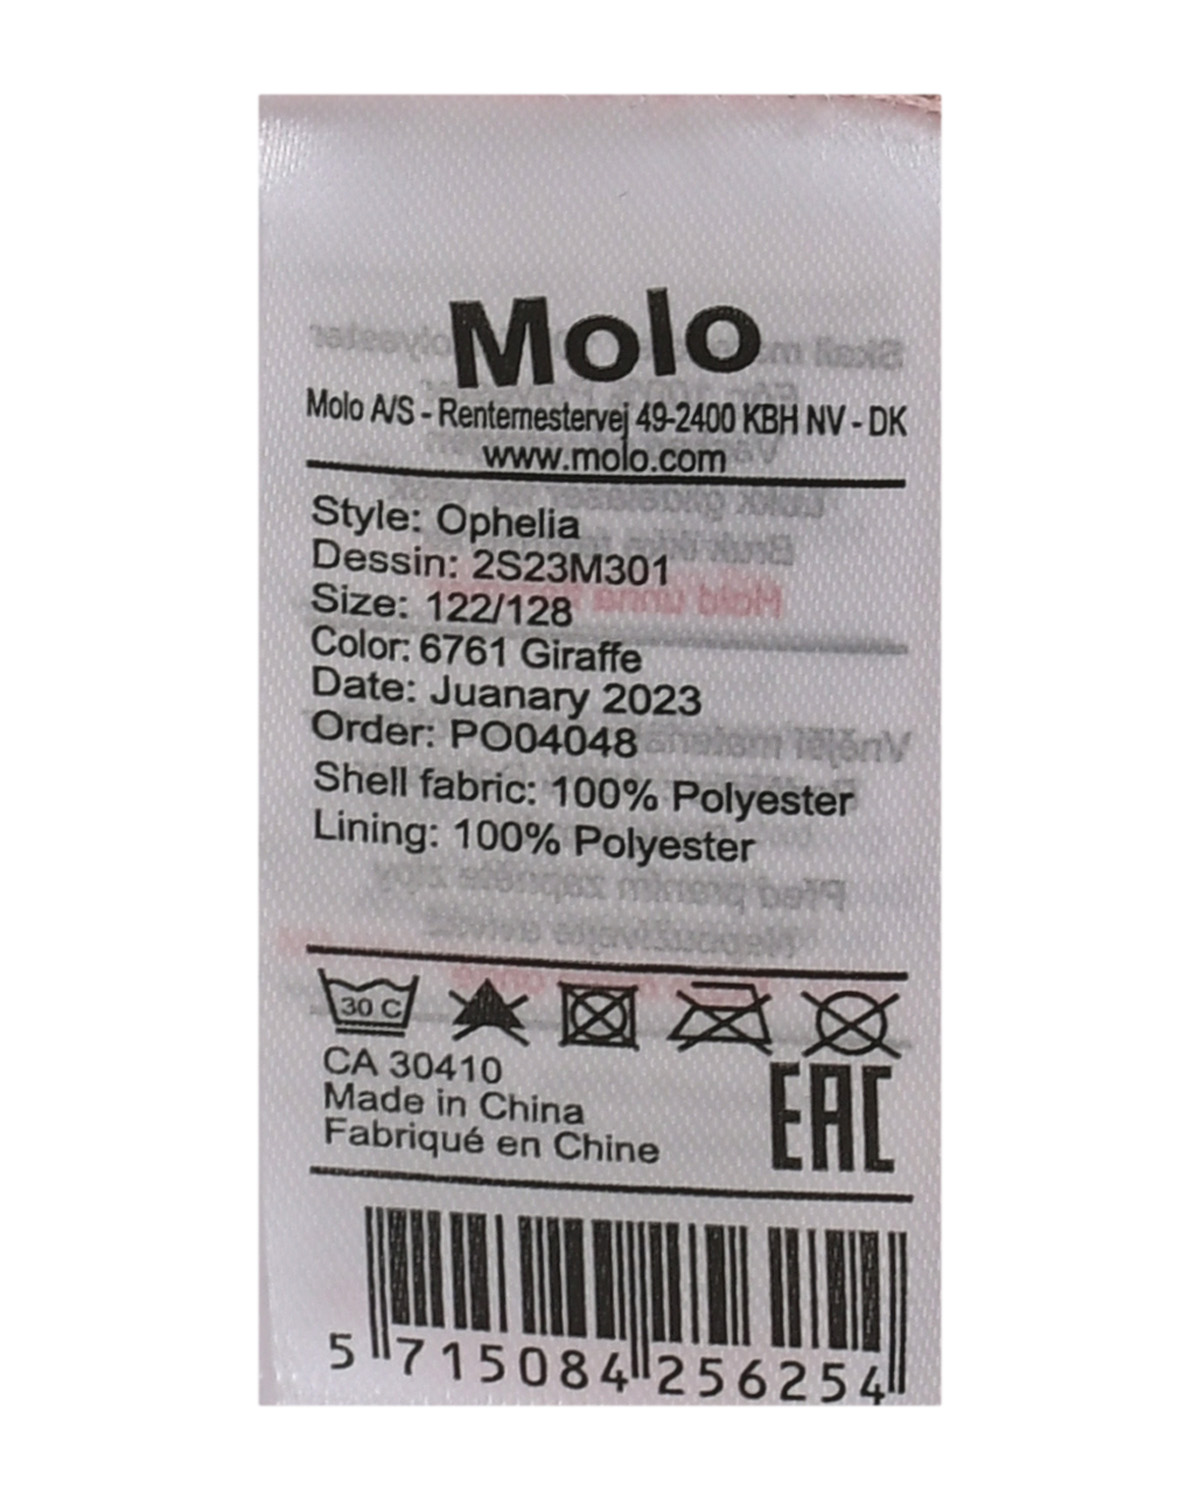 Molo
Molo A/S - Rentemestervej 49-2400 KBH NV - DK
www.molo.com
Style: Ophelia
Dessin: 2S23M301
Size: 122/128
Color: 6761 Giraffe
Date: Juanary 2023
Order: PO04048
Shell fabric: 100% Polyester
Lining: 100% Polyester
30 C
CA 30410
Made in China
Fabriqué en Chine
EAC
5 715084 256254